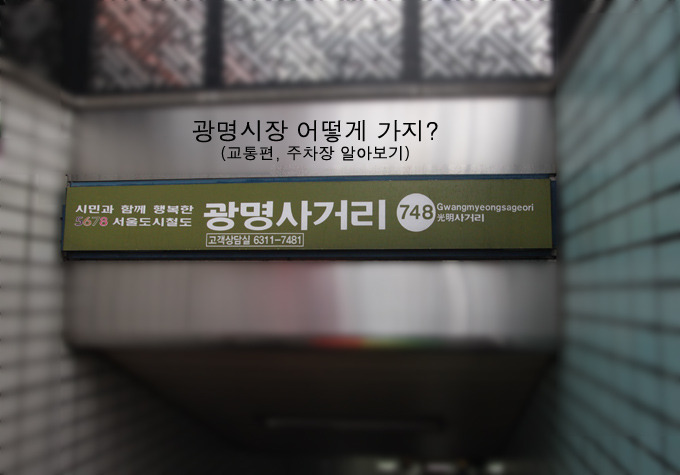 광명시장 어떻게 가지?
(교통편, 주차장 알아보기)
시민과 함께 행복한
5678 서울도시철도
광명사거리
고객상담실 6311-7481
748
Gwangmyeongsageori
光明사거리